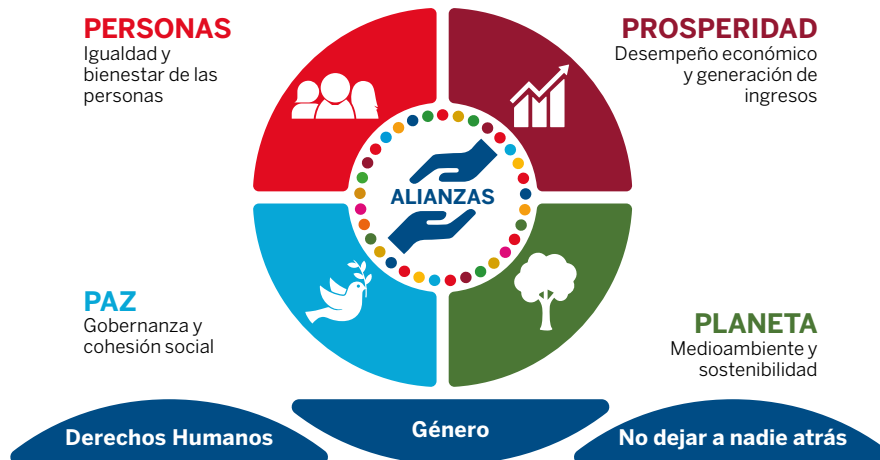 PERSONAS
Igualdad y
bienestar de las
personas
PROSPERIDAD
Desempeño económico
y generación de
ingresos
ALIANZAS
PAZ
Gobernanza y
cohesión social
PLANETA
Medioambiente y
sostenibilidad
Derechos Humanos
Género
No dejar a nadie atrás